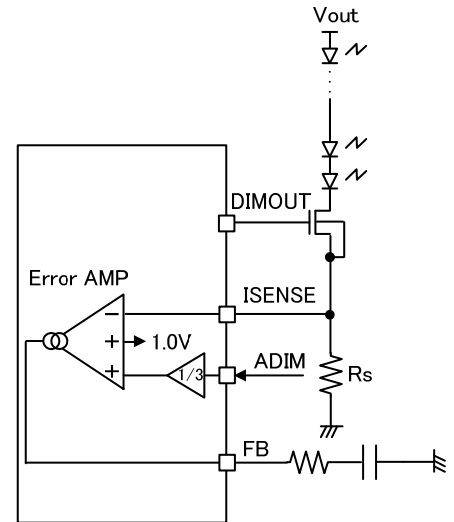 Vout
DIMOUT
Error AMP
ISENSE
−
+
1.0V
+
1/3
ADIM
Rs
FB